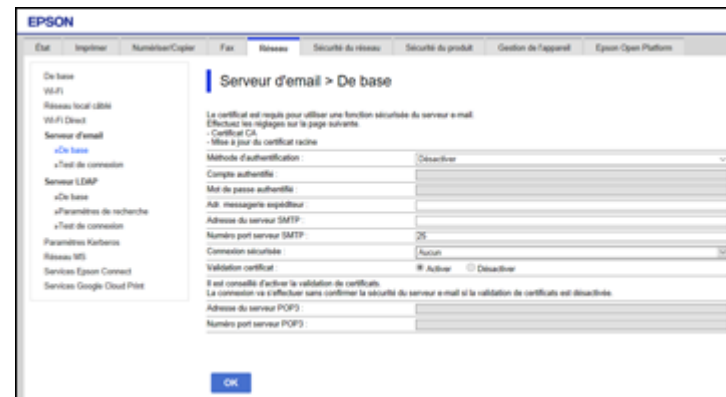 EPSON
État Imprimer Numériser/Copier Fax Réseau Sécurité du réseau Sécurité du produit Gestion de l'appareil Epson Open Platform
De base
Wi-Fi
Réseau local câblé
Wi-Fi Direct
Serveur d'email
»De base
»Test de connexion
Serveur LDAP
»De base
»Paramètres de recherche
»Test de connexion
Paramètres Kerberos
Réseau MS
Services Epson Connect
Services Google Cloud Print
Serveur d'email > De base
Le certificat est requis pour utiliser une fonction sécurisée du serveur e-mail.
Effectuez les réglages sur la page suivante.
- Certificat CA
- Mise à jour du certificat racine
Méthode d'authentification : Désactiver
Compte authentifié :
Mot de passe authentifié :
Adr. messagerie expéditeur :
Adresse du serveur SMTP :
Numéro port serveur SMTP : 25
Connexion sécurisée : Aucun
Validation certificat : Activer Désactiver
Il est conseillé d'activer la validation de certificats.
La connexion va s'effectuer sans confirmer la sécurité du serveur e-mail si la validation de certificats est désactivée.
Adresse du serveur POP3 :
Numéro port serveur POP3 :
OK